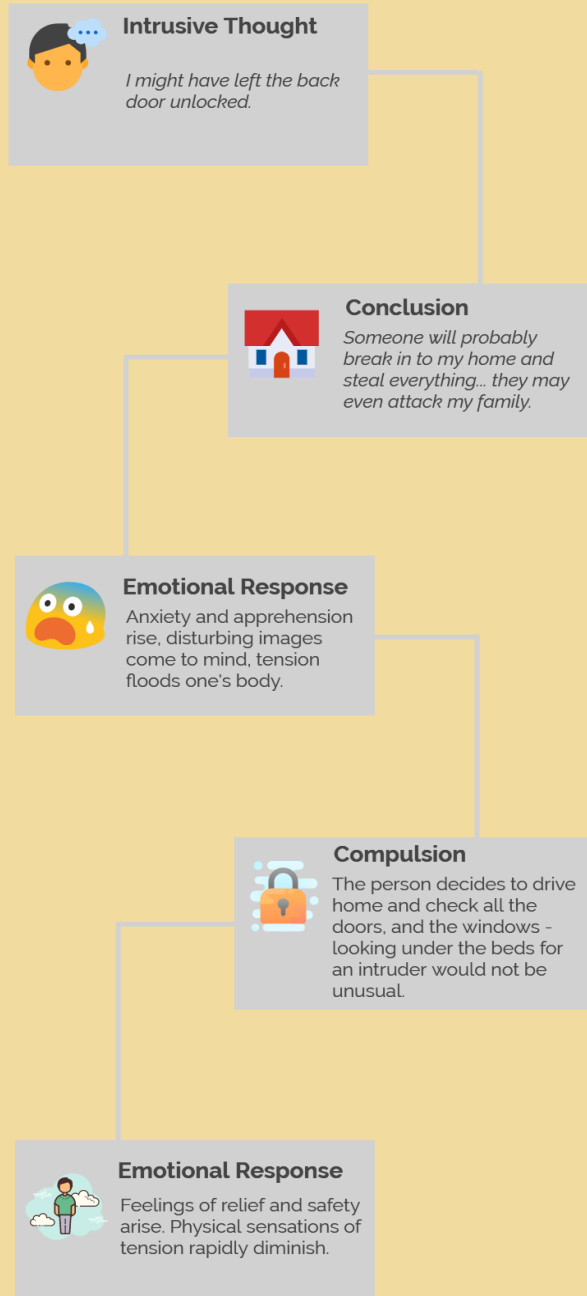 Intrusive Thought
I might have left the back
door unlocked.
Conclusion
Someone will probably
break in to my home and
steal everything... they may
even attack my family.
Emotional Response
Anxiety and apprehension
rise, disturbing images
come to mind, tension
floods one's body.
Compulsion
The person decides to drive
home and check all the
doors, and the windows -
looking under the beds for
an intruder would not be
unusual.
Emotional Response
Feelings of relief and safety
arise. Physical sensations of
tension rapidly diminish.